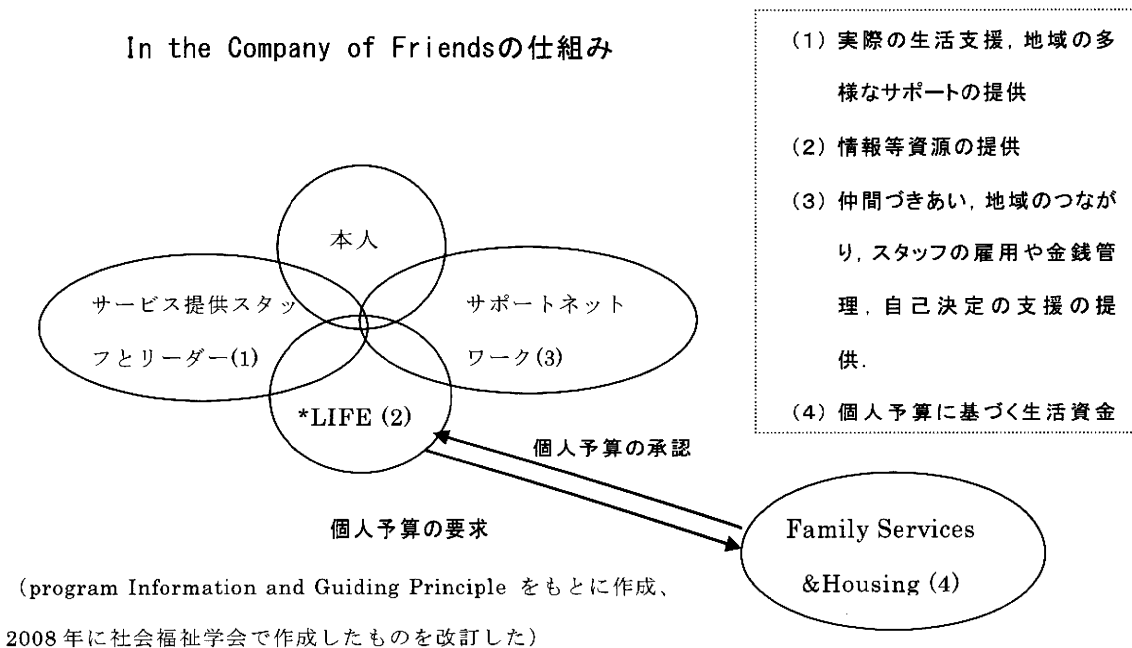 In the Company of Friendsの仕組み
(1) 実際の生活支援, 地域の多
様なサポートの提供
(2) 情報等資源の提供
(3) 仲間づきあい, 地域のつなが
り, スタッフの雇用や金銭管
理, 自己決定の支援の提
供.
(4) 個人予算に基づく生活資金
本人
サービス提供スタッ
フとリーダー(1)
サポートネット
ワーク(3)
*LIFE (2)
個人予算の承認
個人予算の要求
Family Services
&Housing (4)
（program Information and Guiding Principle をもとに作成、
2008 年に社会福祉学会で作成したものを改訂した）